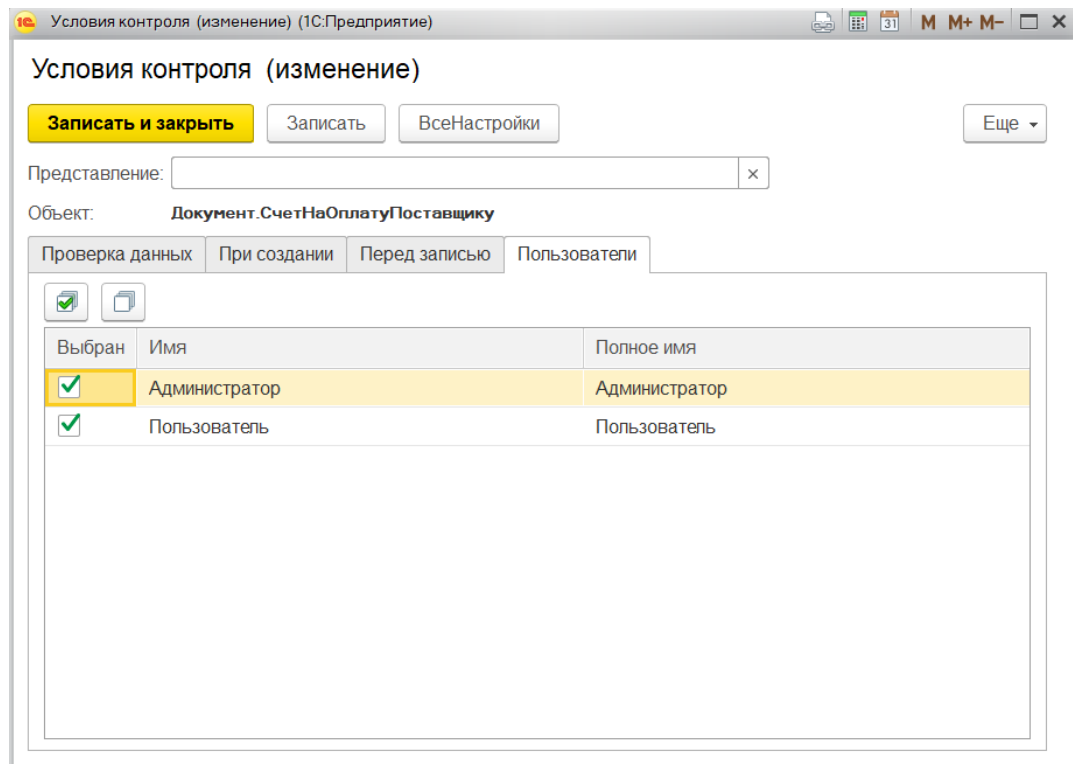 1С Условия контроля (изменение) (1С:Предприятие) 31 M M+ M−
Условия контроля (изменение)
Записать и закрыть Записать ВсеНастройки Еще
Представление:
Объект: Документ.СчетНаОплатуПоставщику
Проверка данных При создании Перед записью Пользователи
Выбран Имя Полное имя
Администратор Администратор
Пользователь Пользователь